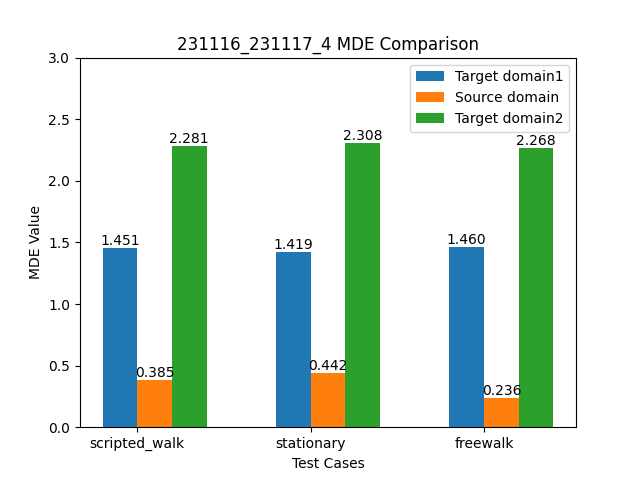 231116_231117_4 MDE Comparison
Target domain1
Source domain
Target domain2
MDE Value
3.0
2.5
2.0
1.5
1.0
0.5
0.0
1.451
0.385
2.281
1.419
0.442
2.308
1.460
0.236
2.268
scripted_walk
stationary
freewalk
Test Cases